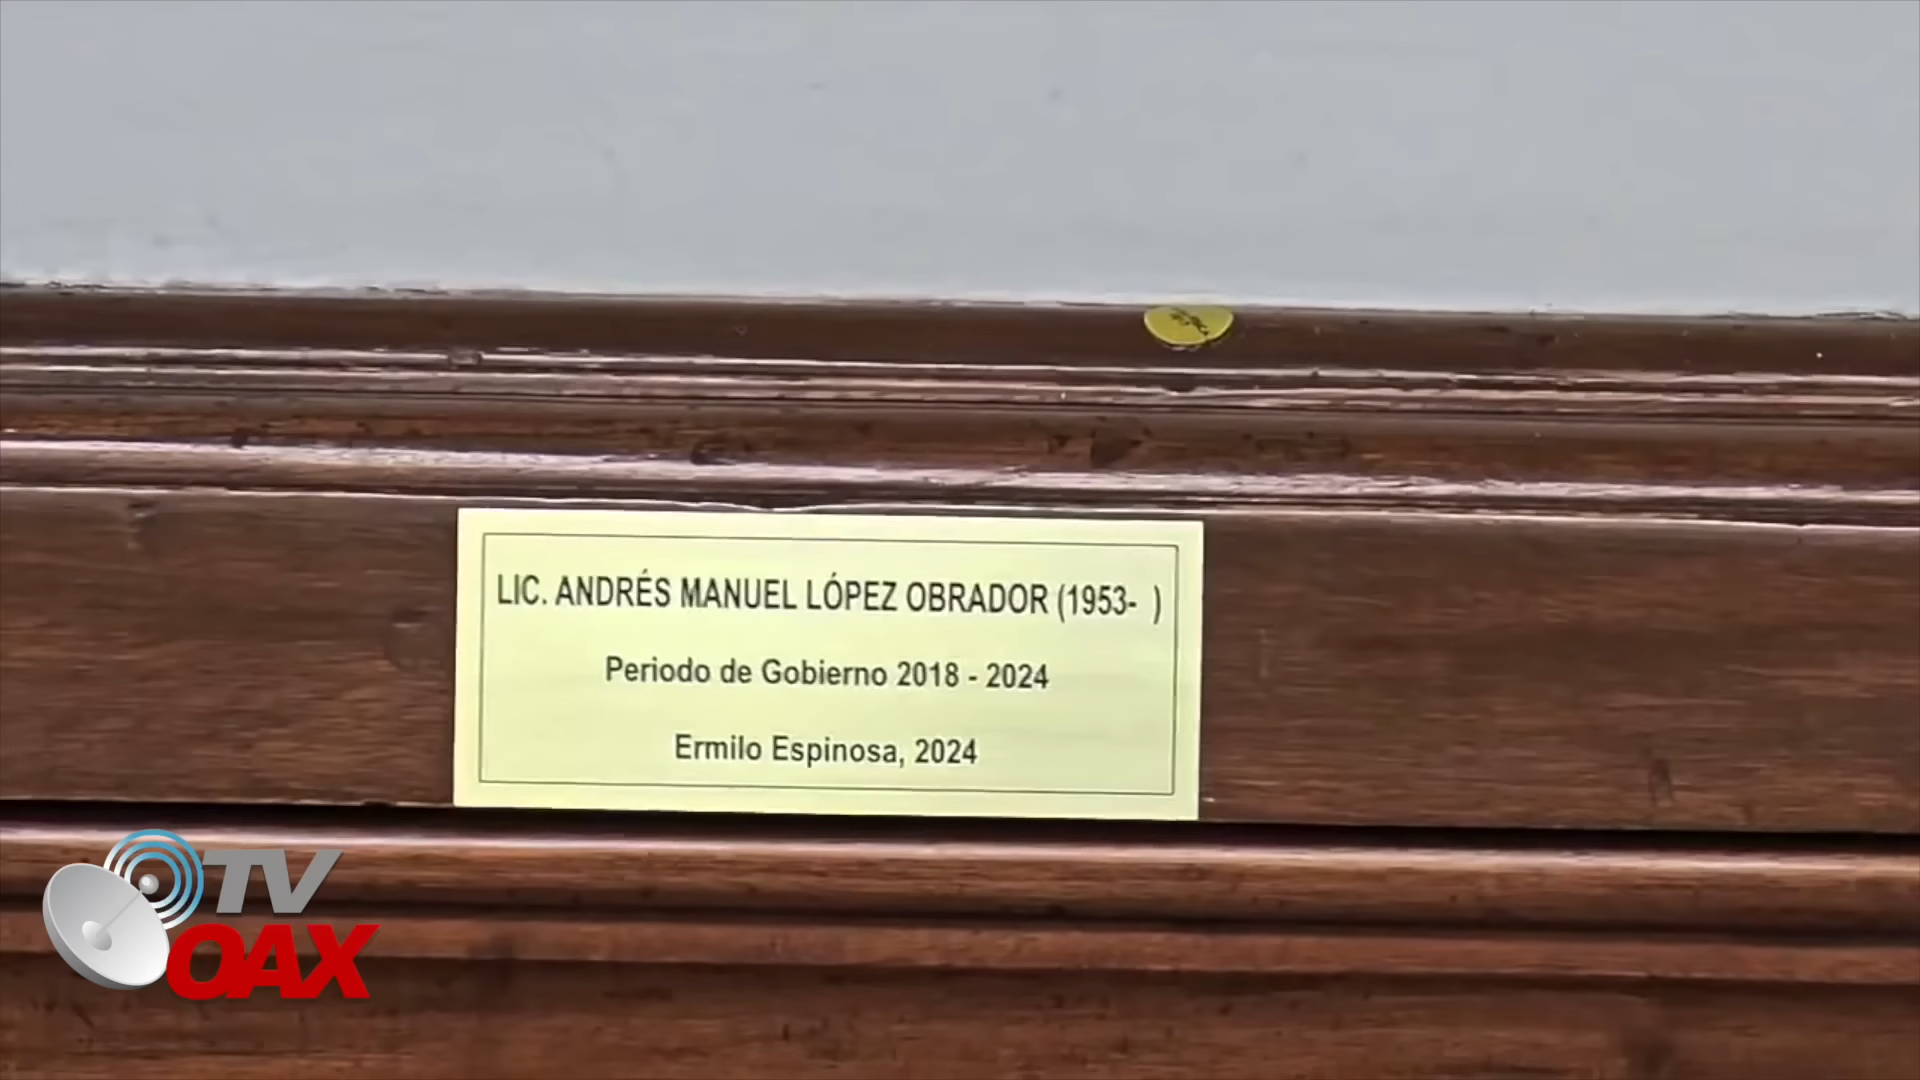 LIC. ANDRÉS MANUEL LÓPEZ OBRADOR (1953-  )
Periodo de Gobierno 2018 - 2024
Ermilo Espinosa, 2024
TV
OAX